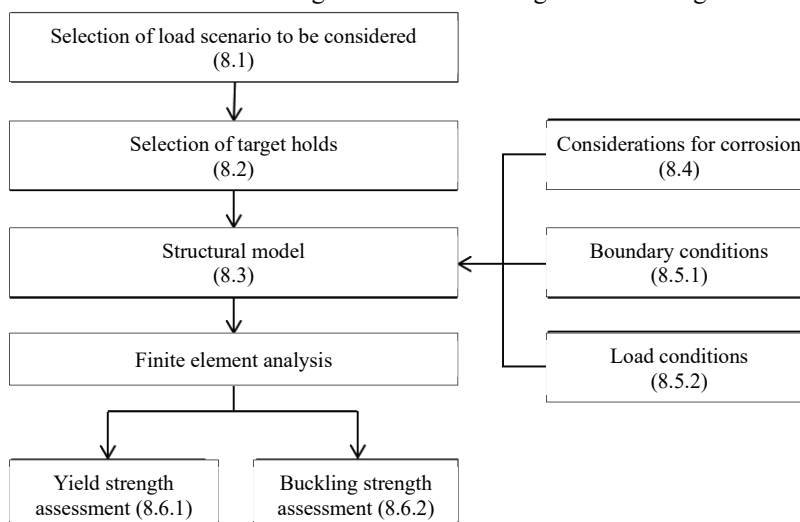 Selection of load scenario to be considered
(8.1)
Selection of target holds
(8.2)
Considerations for corrosion
(8.4)
Structural model
(8.3)
Boundary conditions
(8.5.1)
Finite element analysis
Load conditions
(8.5.2)
Yield strength
assessment (8.6.1)
Buckling strength
assessment (8.6.2)